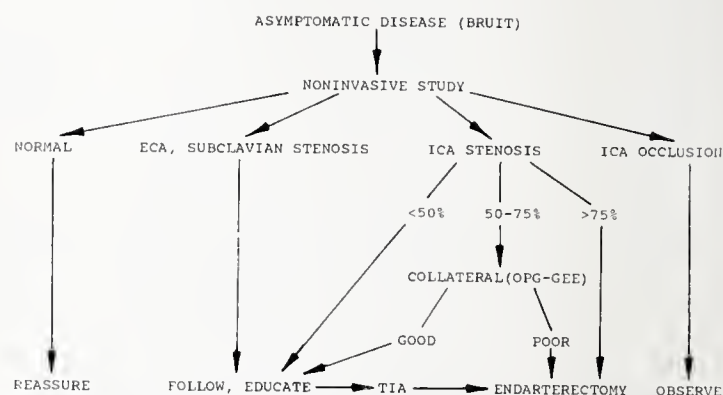 ASYMPTOMATIC DISEASE (BRUIT)
NONINVASIVE STUDY
NORMAL ECA, SUBCLAVIAN STENOSIS ICA STENOSIS ICA OCCLUSION
<50% 50-75% >75%
COLLATERAL(OPG-GEE)
GOOD POOR
REASSURE FOLLOW, EDUCATE TIA ENDARTERECTOMY OBSERVE